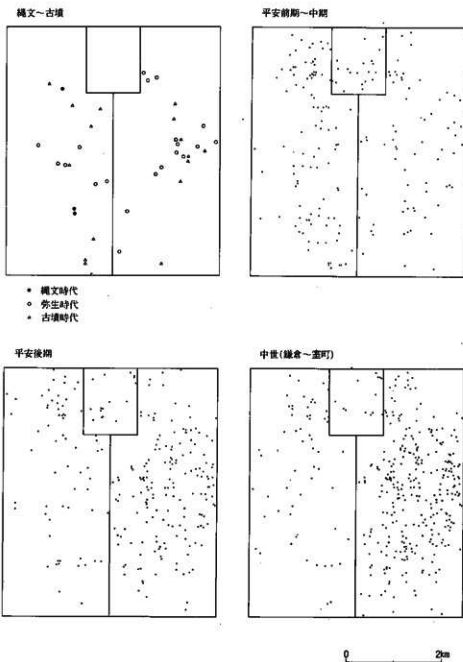 縄文～古墳
平安前期～中期
縄文時代
弥生時代
古墳時代
平安後期
中世(鎌倉～室町)
0 2km